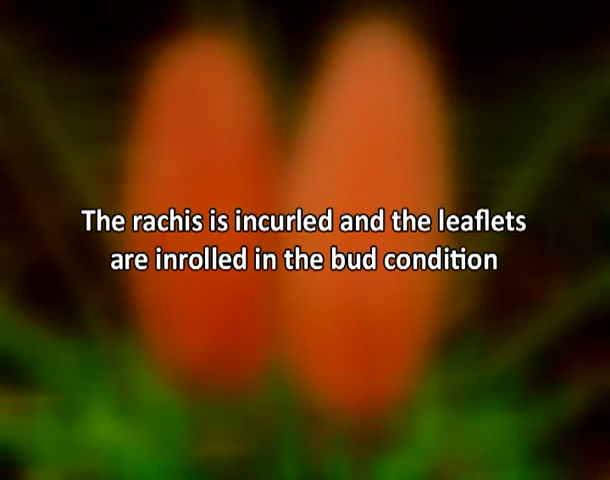 The rachis is incurled and the leaflets
are inrolled in the bud condition